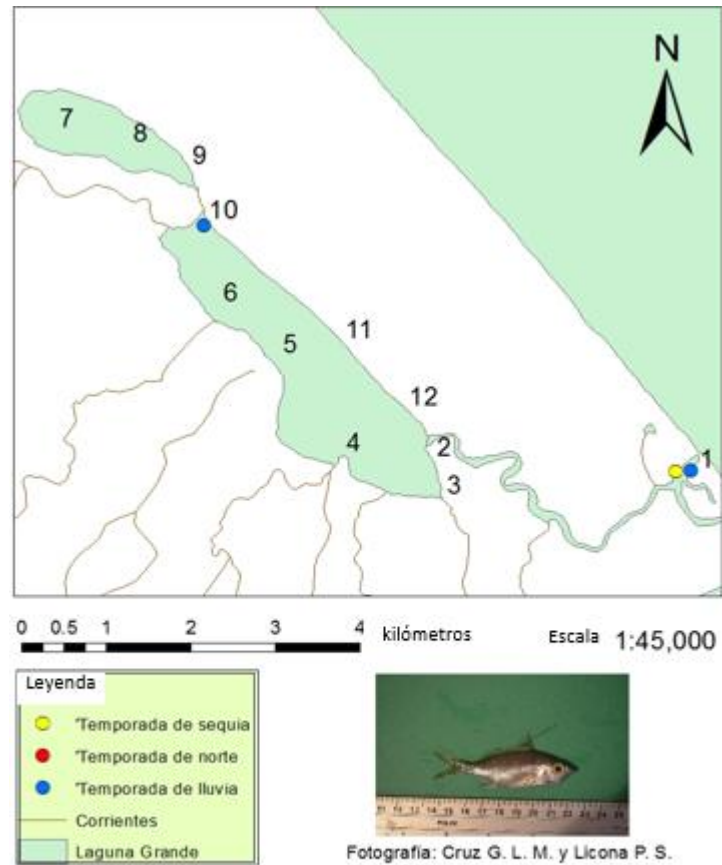 N
7
8
9
10
6
5
11
12
4
2
3
1
0 0.5 1 2 3 4
kilómetros
Escala 1:45,000
Leyenda
'Temporada de sequia
'Temporada de norte
'Temporada de lluvia
Corrientes
Laguna Grande
Fotografía: Cruz G. L. M. y Licona P. S.